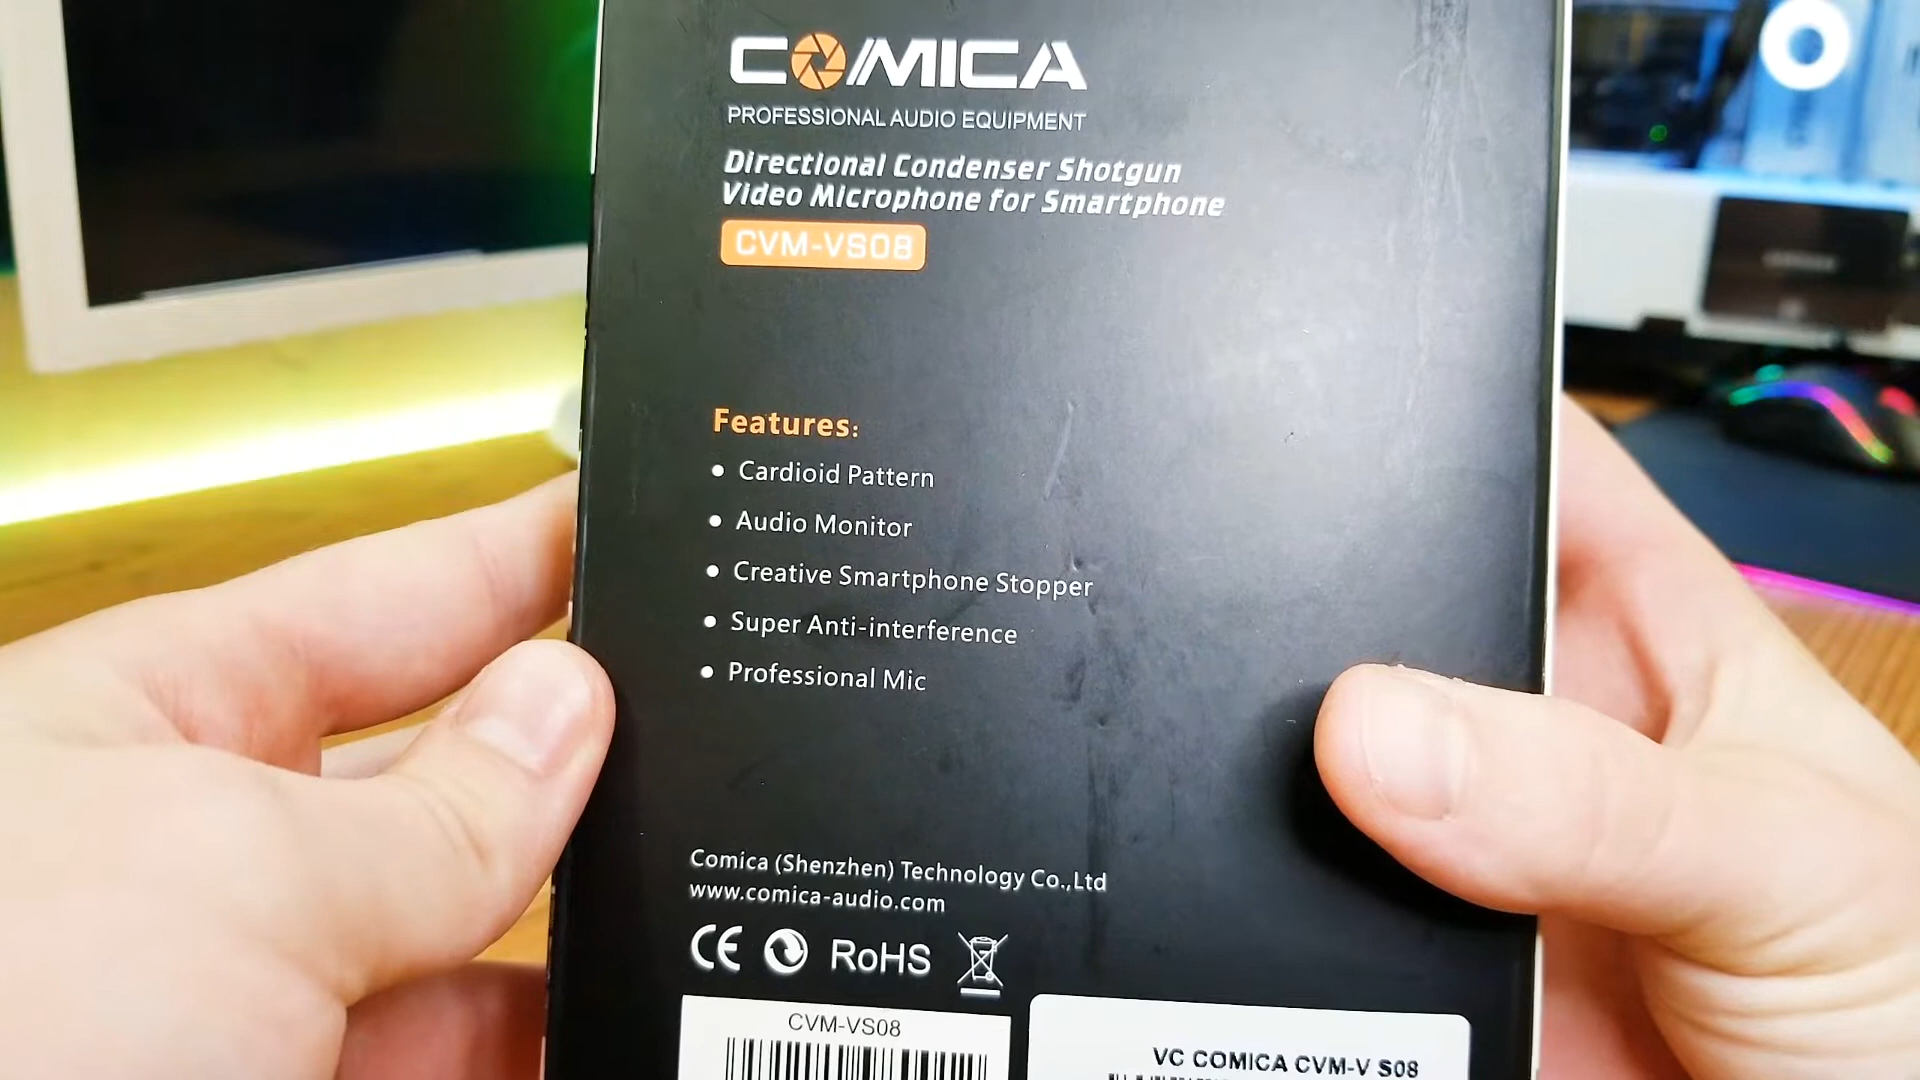 COMICA
PROFESSIONAL AUDIO EQUIPMENT
Directional Condenser Shotgun
Video Microphone for Smartphone
CVM-VS08
Features:
• Cardioid Pattern
• Audio Monitor
• Creative Smartphone Stopper
• Super Anti-interference
• Professional Mic
Comica (Shenzhen) Technology Co.,Ltd
www.comica-audio.com
CE RoHS
CVM-VS08
VC COMICA CVM-V S08